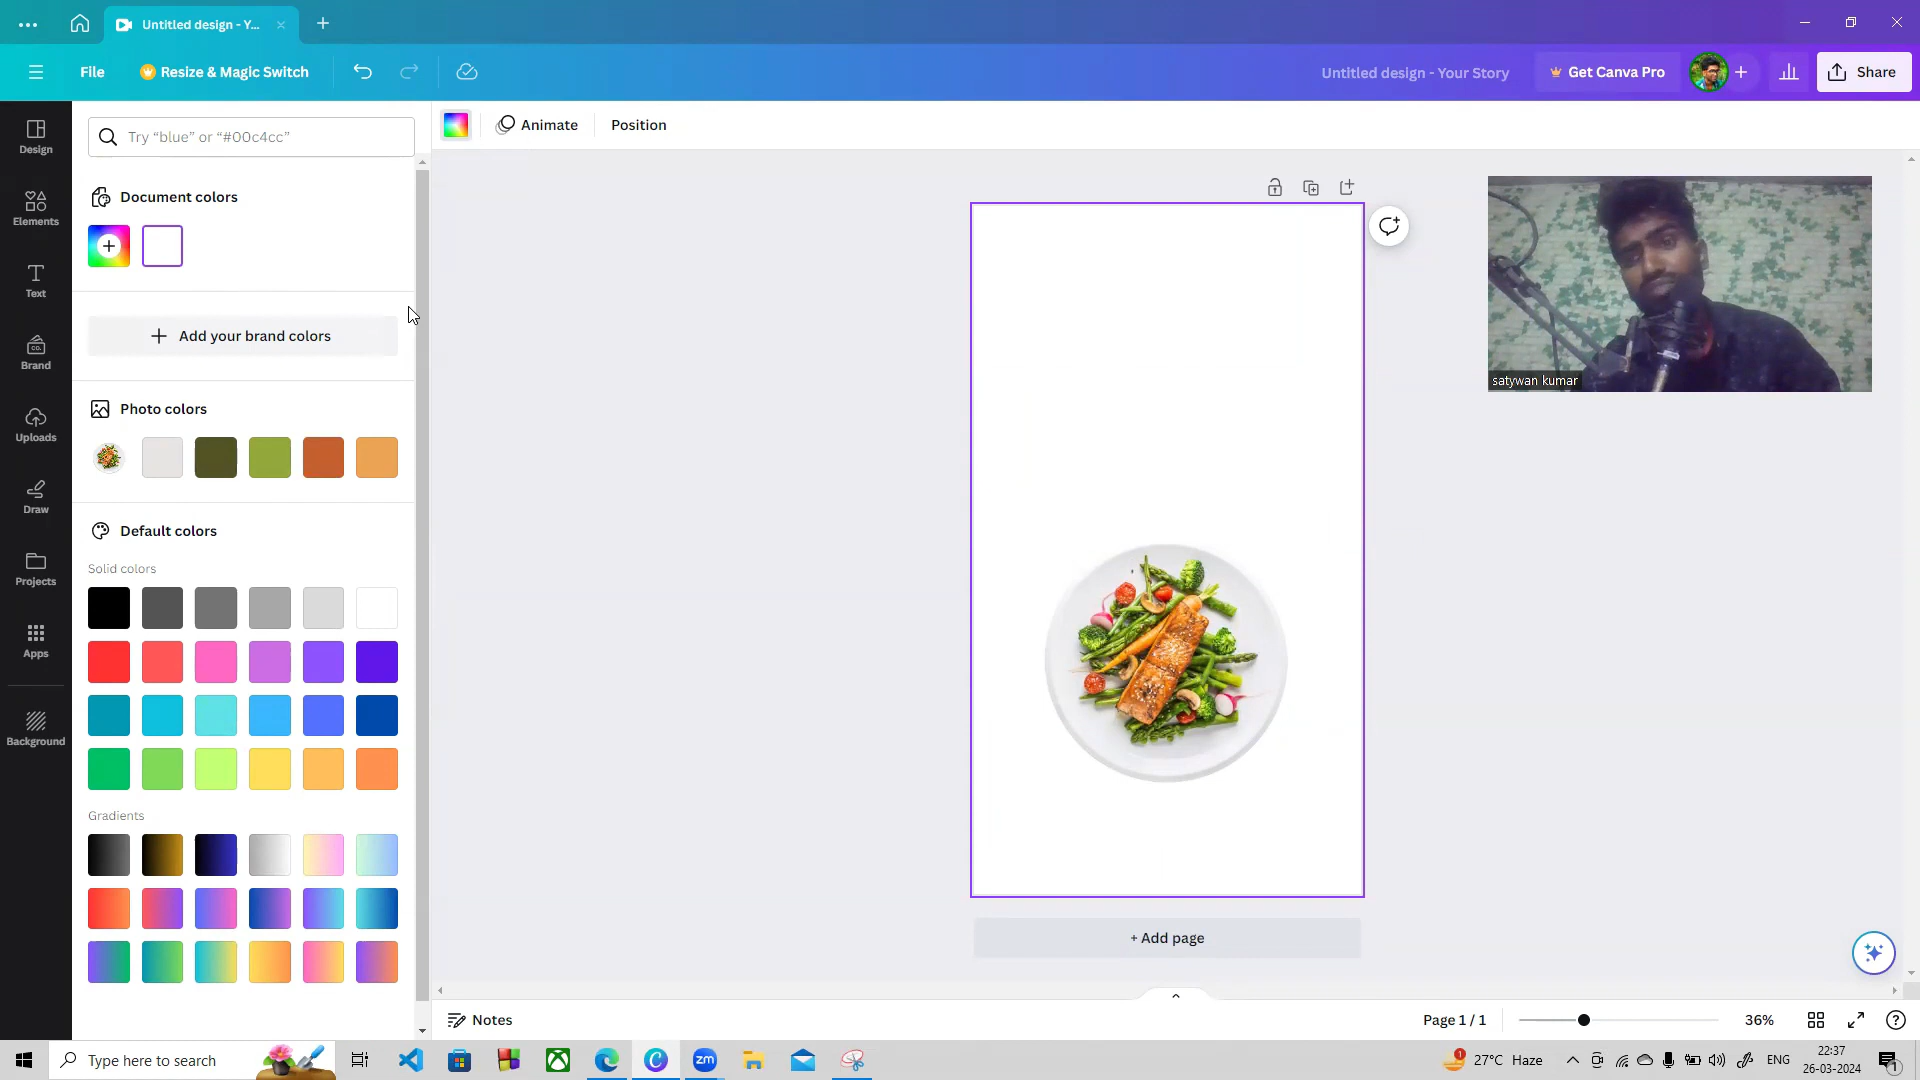 Untitled design - Y...
File
Resize & Magic Switch
Untitled design - Your Story
Get Canva Pro
Share
Design
Elements
Text
Brand
Uploads
Draw
Projects
Apps
Background
Try “blue” or “#00c4cc”
Document colors
Add your brand colors
Photo colors
Default colors
Solid colors
Gradients
Animate
Position
satywan kumar
+ Add page
Notes
Page 1 / 1
36%
Type here to search
zm
27°C Haze
ENG
22:37
26-03-2024